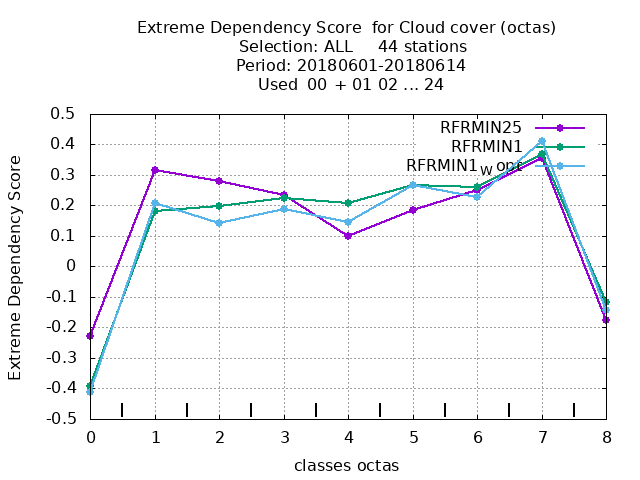 Extreme Dependency Score for Cloud cover (octas)
Selection: ALL 44 stations
Period: 20180601-20180614
Used 00 + 01 02 ... 24
0.5
0.4
0.3
0.2
0.1
0
-0.1
-0.2
-0.3
-0.4
-0.5
Extreme Dependency Score
RFRMIN25
RFRMIN1
RFRMIN1
0 1 2 3 4 5 6 7 8
classes octas